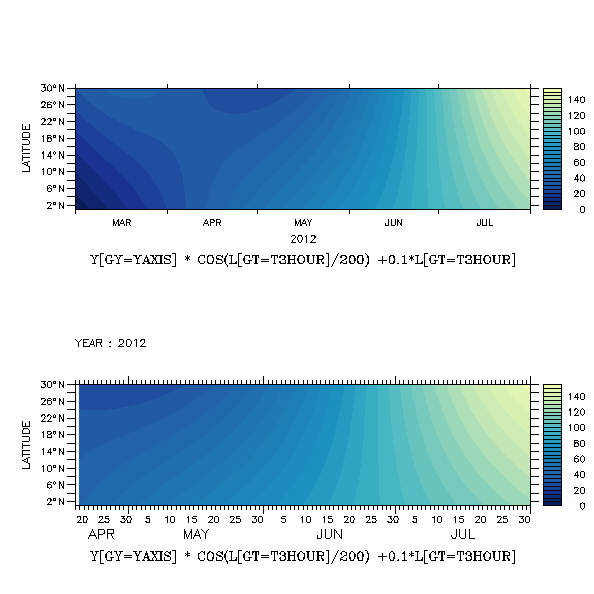 30°N
26°N
22°N
18°N
14°N
10°N
6°N
2°N
LATITUDE
140
120
100
80
60
40
20
0
MAR APR MAY JUN JUL
2012
Y[GY=YAXIS] * COS(L[GT=T3HOUR]/200) +0.1*L[GT=T3HOUR]
YEAR : 2012
30°N
26°N
22°N
18°N
14°N
10°N
6°N
2°N
LATITUDE
140
120
100
80
60
40
20
0
20 25 30 5 10 15 20 25 30 5 10 15 20 25 30 5 10 15 20 25 30
APR MAY JUN JUL
Y[GY=YAXIS] * COS(L[GT=T3HOUR]/200) +0.1*L[GT=T3HOUR]